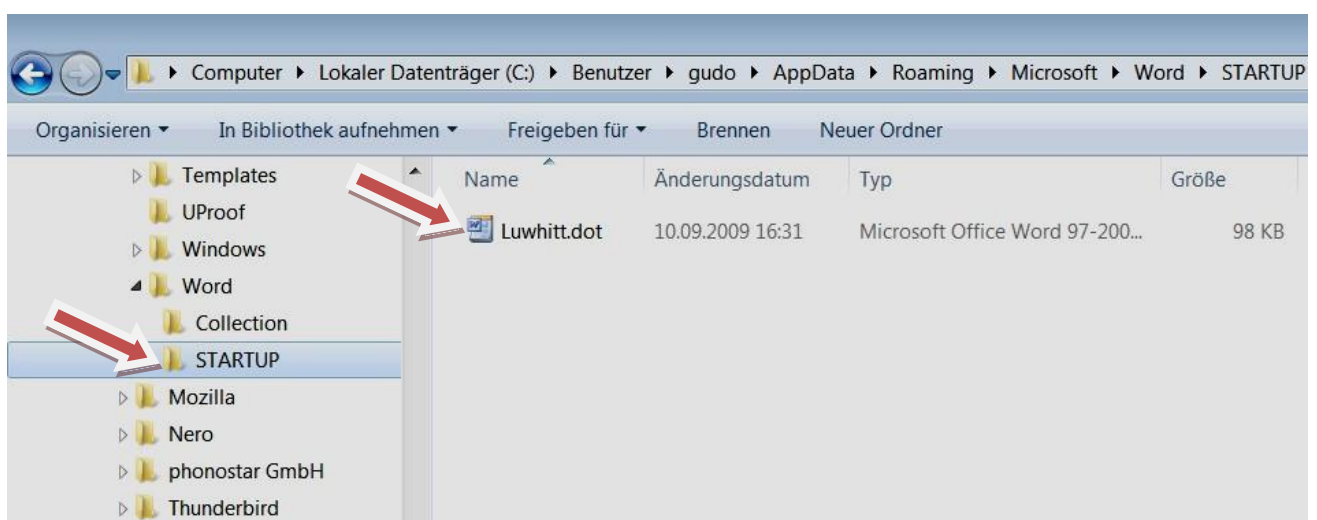 Computer ▸ Lokaler Datenträger (C:) ▸ Benutzer ▸ gudo ▸ AppData ▸ Roaming ▸ Microsoft ▸ Word ▸ STARTUP
Organisieren In Bibliothek aufnehmen Freigeben für Brennen Neuer Ordner
Templates
UProof
Windows
Word
Collection
STARTUP
Mozilla
Nero
phonostar GmbH
Thunderbird
Name Änderungsdatum Typ Größe
Luwhitt.dot 10.09.2009 16:31 Microsoft Office Word 97-200... 98 KB